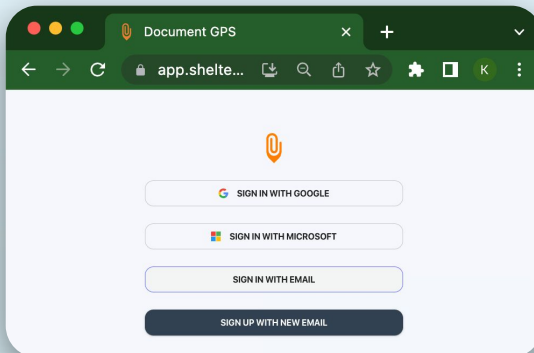 Document GPS
app.shelte...
K
SIGN IN WITH GOOGLE
SIGN IN WITH MICROSOFT
SIGN IN WITH EMAIL
SIGN UP WITH NEW EMAIL